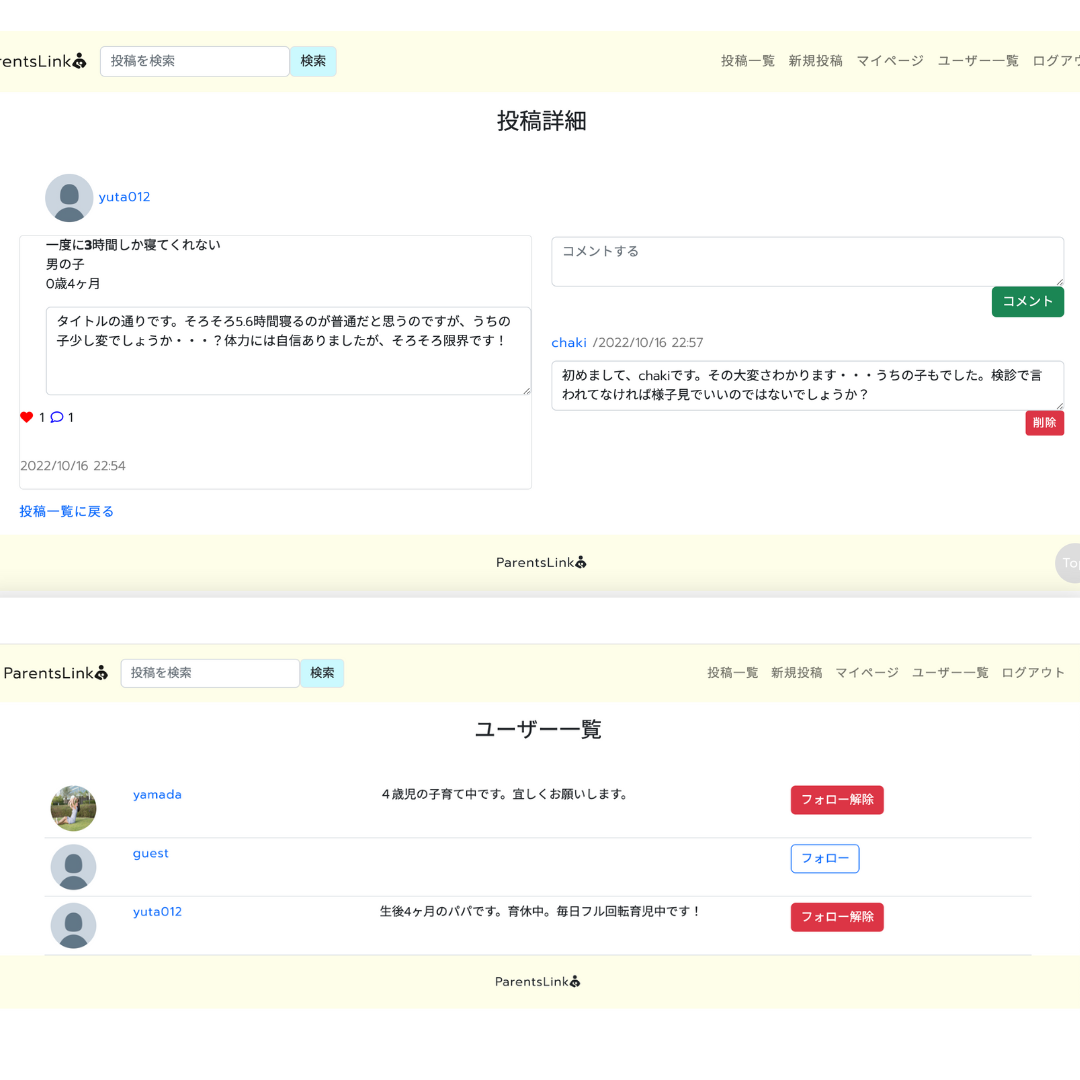 rentsLink 投稿を検索 検索 投稿一覧 新規投稿 マイページ ユーザー一覧 ログアウ
投稿詳細
yuta012
一度に3時間しか寝てくれない
男の子
0歳4ヶ月
タイトルの通りです。そろそろ5.6時間寝るのが普通だと思うのですが、うちの
子少し変でしょうか・・・？体力には自信ありましたが、そろそろ限界です！
1 1
2022/10/16 22:54
コメントする
コメント
chaki /2022/10/16 22:57
初めまして、chakiです。その大変さわかります・・・うちの子もでした。検診で言
われてなければ様子見でいいのではないでしょうか？
削除
投稿一覧に戻る
ParentsLink
To
ParentsLink 投稿を検索 検索 投稿一覧 新規投稿 マイページ ユーザー一覧 ログアウト
ユーザー一覧
yamada ４歳児の子育て中です。宜しくお願いします。 フォロー解除
guest フォロー
yuta012 生後4ヶ月のパパです。育休中。毎日フル回転育児中です！ フォロー解除
ParentsLink